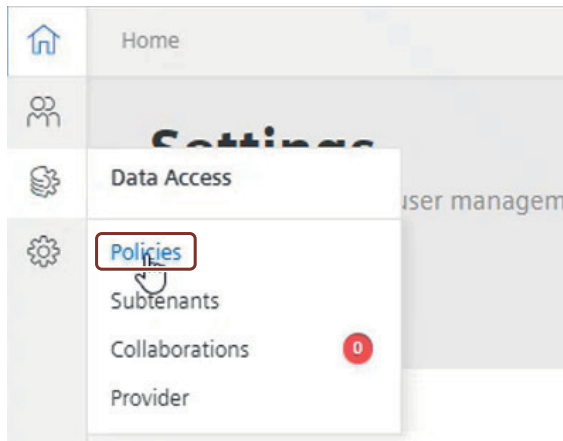 Home
Settings
Data Access
user managem
Policies
Subtenants
Collaborations
0
Provider